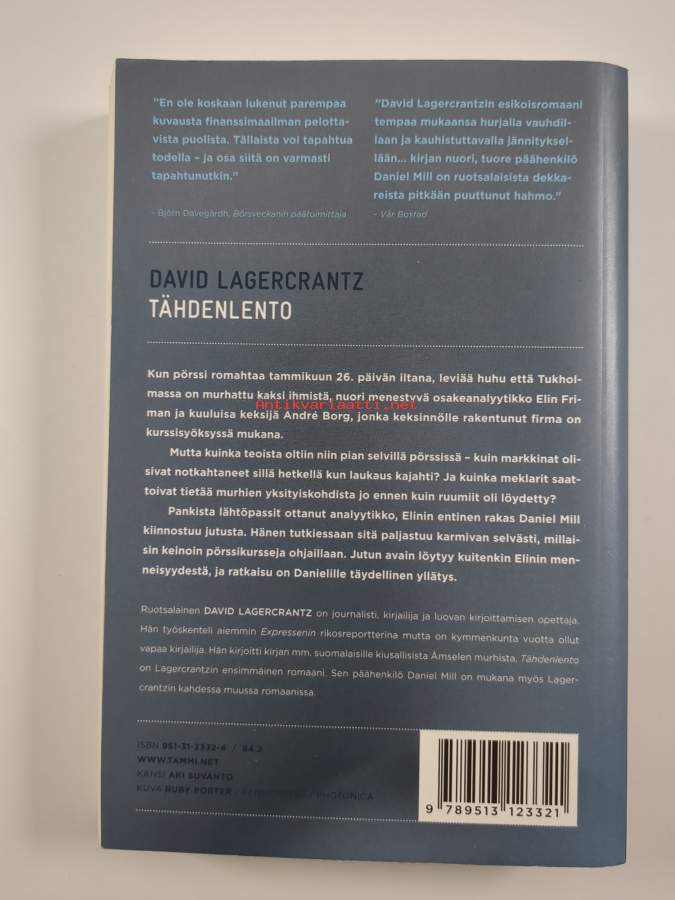 "En ole koskaan lukenut parempaa
kuvausta finanssimaailman pelotta-
vista puolista. Tällaista voi tapahtua
todella – ja osa siitä on varmasti
tapahtunutkin."
– Björn Davegårdh, Börsveckanin päätoimittaja
"David Lagercrantzin esikoisromaani
tempaa mukaansa hurjalla vauhdil-
laan ja kauhistuttavalla jännityksel-
lään... kirjan nuori, tuore päähenkilö
Daniel Mill on ruotsalaisista dekka-
reista pitkään puuttunut hahmo."
– Vår Bostad
DAVID LAGERCRANTZ
TÄHDENLENTO
Kun pörssi romahtaa tammikuun 26. päivän iltana, leviää huhu että Tukhol-
massa on murhattu kaksi ihmistä, nuori menestyvä osakeanalyytikko Elin Fri-
man ja kuuluisa keksijä André Borg, jonka keksinnölle rakentunut firma on
kurssisyöksyssä mukana.
Mutta kuinka teoista oltiin niin pian selvillä pörssissä – kuin markkinat oli-
sivat notkahtaneet sillä hetkellä kun laukaus kajahti? Ja kuinka meklarit saat-
toivat tietää murhien yksityiskohdista jo ennen kuin ruumiit oli löydetty?
Pankista lähtöpassit ottanut analyytikko, Elinin entinen rakas Daniel Mill
kiinnostuu jutusta. Hänen tutkiessaan sitä paljastuu karmivan selvästi, millai-
sin keinoin pörssikursseja ohjaillaan. Jutun avain löytyy kuitenkin Elinin men-
neisyydestä, ja ratkaisu on Danielille täydellinen yllätys.
Antikvariaatti.net
Ruotsalainen DAVID LAGERCRANTZ on journalisti, kirjailija ja luovan kirjoittamisen opettaja.
Hän työskenteli aiemmin Expressenin rikosreportterina mutta on kymmenkunta vuotta ollut
vapaa kirjailija. Hän kirjoitti kirjan mm. suomalaisille kiusallisista Åmselen murhista. Tähdenlento
on Lagercrantzin ensimmäinen romaani. Sen päähenkilö Daniel Mill on mukana myös Lager-
crantzin kahdessa muussa romaanissa.
ISBN 951-31-2332-4 / 84.2
WWW.TAMMI.NET
KANSI AKI SUVANTO
KUVA RUBY PORTER
PHOTONICA
9 789513 123321